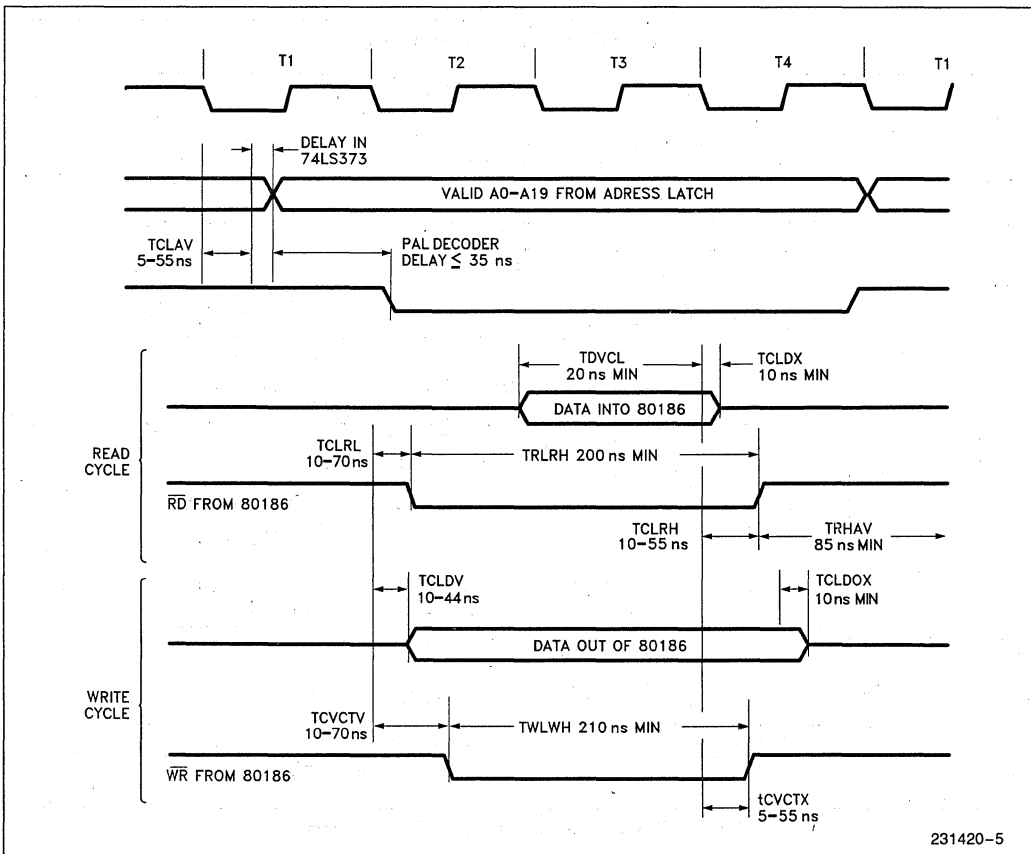 T1 T2 T3 T4 T1
DELAY IN
74LS373
VALID A0-A19 FROM ADRESS LATCH
TCLAV
5-55ns
PAL DECODER
DELAY ≤ 35 ns
TDVCL
20 ns MIN
TCLDX
10 ns MIN
DATA INTO 80186
READ
CYCLE
TCLRL
10-70ns
TRLRH 200 ns MIN
RD FROM 80186
TCLRH
10-55ns
TRHAV
85 ns MIN
TCLDV
10-44ns
TCLDOX
10ns MIN
DATA OUT OF 80186
WRITE
CYCLE
TCVCTV
10-70ns
TWLWH 210 ns MIN
WR FROM 80186
tCVCTX
5-55ns
231420-5